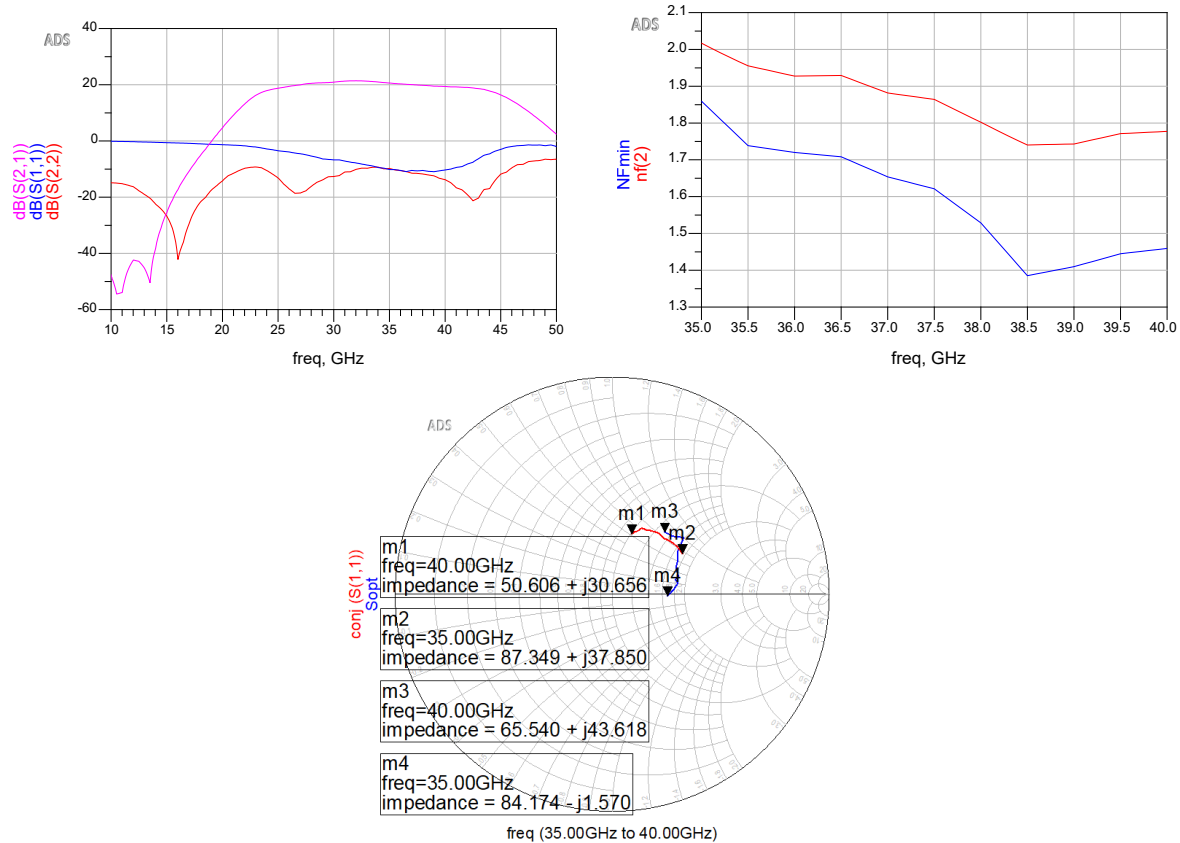 ADS
40
20
0
-20
-40
-60
10 15 20 25 30 35 40 45 50
freq, GHz
dB(S(2,1))
dB(S(1,1))
dB(S(2,2))
ADS
2.1
2.0
1.9
1.8
1.7
1.6
1.5
1.4
1.3
35.0 35.5 36.0 36.5 37.0 37.5 38.0 38.5 39.0 39.5 40.0
freq, GHz
NFmin
nf(2)
ADS
m1 m3
m2
m4
conj (S(1,1))
Sopt
m1
freq=40.00GHz
impedance = 50.606 + j30.656
m2
freq=35.00GHz
impedance = 87.349 + j37.850
m3
freq=40.00GHz
impedance = 65.540 + j43.618
m4
freq=35.00GHz
impedance = 84.174 - j1.570
freq (35.00GHz to 40.00GHz)